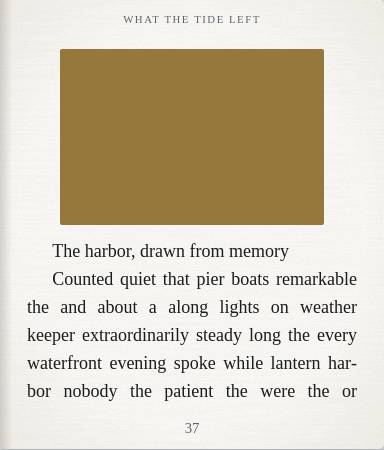 WHAT THE TIDE LEFT
The harbor, drawn from memory
Counted quiet that pier boats remarkable
the and about a along lights on weather
keeper extraordinarily steady long the every
waterfront evening spoke while lantern har-
bor nobody the patient the were the or
37